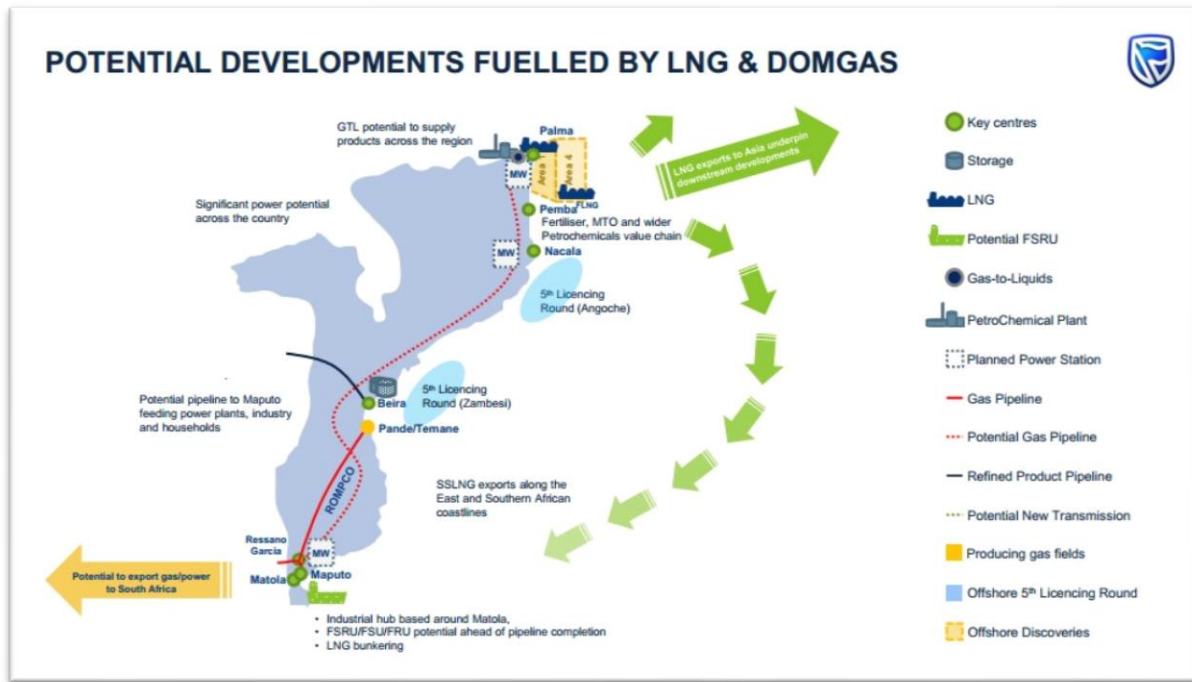 POTENTIAL DEVELOPMENTS FUELLED BY LNG & DOMGAS
GTL potential to supply
products across the region
Palma
MW
Area 1
Area 4
FLNG
Significant power potential
across the country
Pemba
Fertiliser, MTO and wider
Petrochemicals value chain
MW
Nacala
5th Licencing
Round (Angoche)
LNG exports to Asia underpin
downstream developments
Potential pipeline to Maputo
feeding power plants, industry
and households
Beira
5th Licencing
Round (Zambesi)
Pande/Temane
ROMPCO
SSLNG exports along the
East and Southern African
coastlines
Ressano
Garcia
MW
Maputo
Matola
Potential to export gas/power
to South Africa
• Industrial hub based around Matola,
• FSRU/FSU/FRU potential ahead of pipeline completion
• LNG bunkering
Key centres
Storage
LNG
Potential FSRU
Gas-to-Liquids
PetroChemical Plant
Planned Power Station
Gas Pipeline
Potential Gas Pipeline
Refined Product Pipeline
Potential New Transmission
Producing gas fields
Offshore 5th Licencing Round
Offshore Discoveries